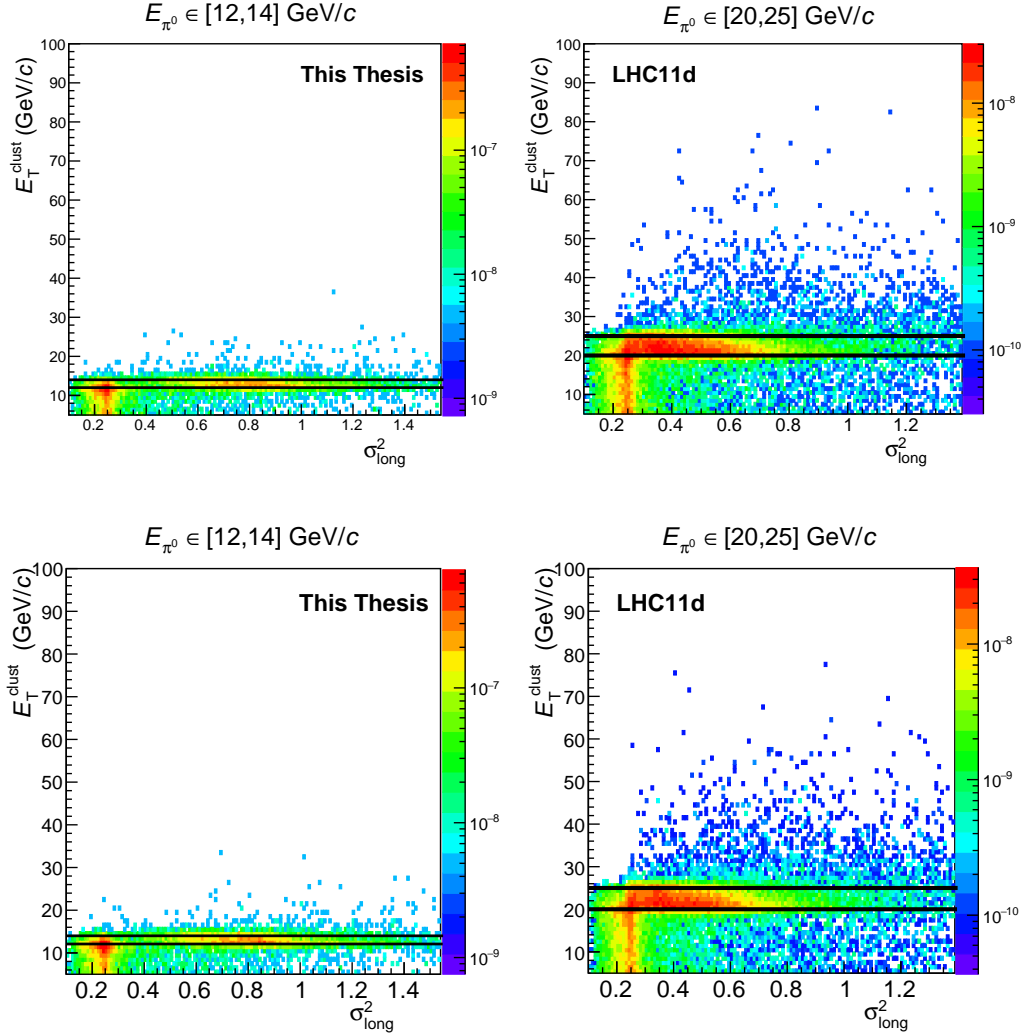 E_π⁰ ∈ [12,14] GeV/c
E_T^clust (GeV/c)
This Thesis
100
90
80
70
60
50
40
30
20
10
0.2 0.4 0.6 0.8 1 1.2 1.4
σ²_long
10⁻⁷
10⁻⁸
10⁻⁹
E_π⁰ ∈ [20,25] GeV/c
E_T^clust (GeV/c)
LHC11d
100
90
80
70
60
50
40
30
20
10
0.2 0.4 0.6 0.8 1 1.2
σ²_long
10⁻⁸
10⁻⁹
10⁻¹⁰
E_π⁰ ∈ [12,14] GeV/c
E_T^clust (GeV/c)
This Thesis
100
90
80
70
60
50
40
30
20
10
0.2 0.4 0.6 0.8 1 1.2 1.4
σ²_long
10⁻⁷
10⁻⁸
10⁻⁹
E_π⁰ ∈ [20,25] GeV/c
E_T^clust (GeV/c)
LHC11d
100
90
80
70
60
50
40
30
20
10
0.2 0.4 0.6 0.8 1 1.2
σ²_long
10⁻⁸
10⁻⁹
10⁻¹⁰